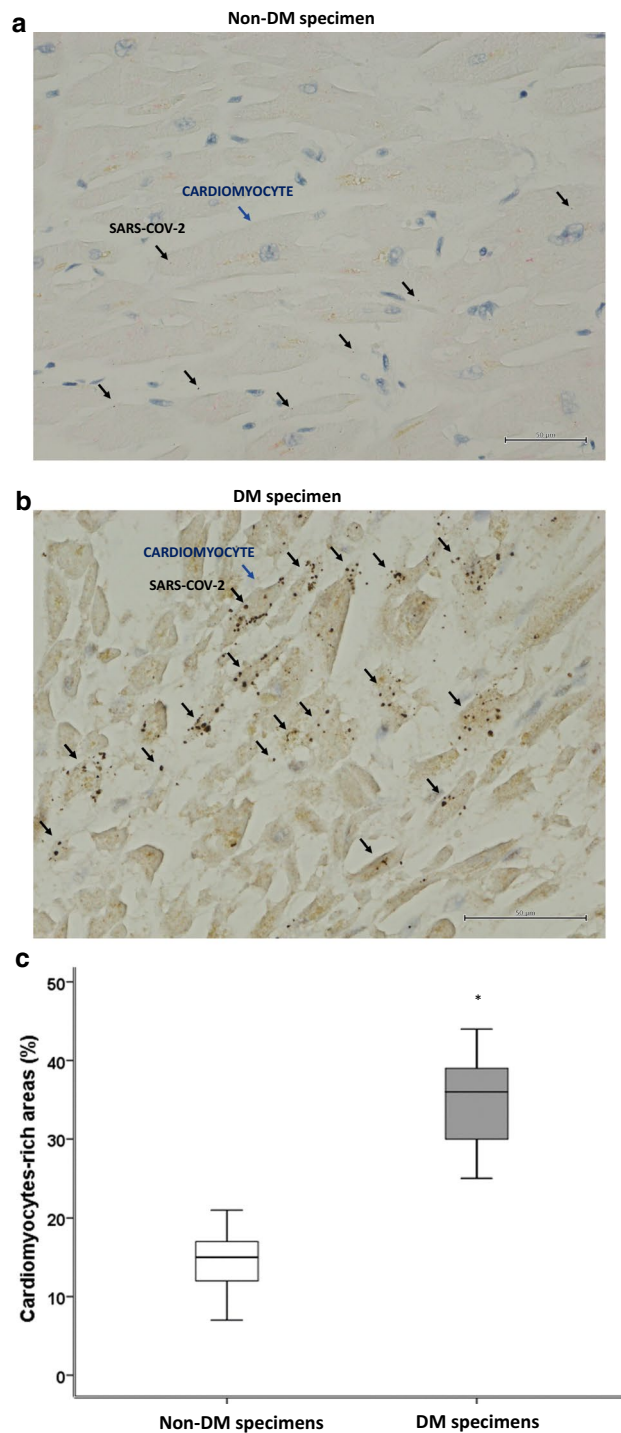 a
Non-DM specimen
CARDIOMYOCYTE
SARS-COV-2
50 µm
b
DM specimen
CARDIOMYOCYTE
SARS-COV-2
50 µm
c
50
*
40
30
20
10
0
Cardiomyocytes-rich areas (%)
Non-DM specimens
DM specimens